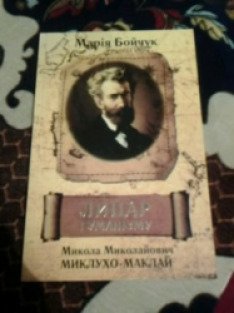 Марія Бойчук
ЛИЦАР
ГУМАНІЗМУ
Микола Миколайович
МИКЛУХО-МАКЛАЙ